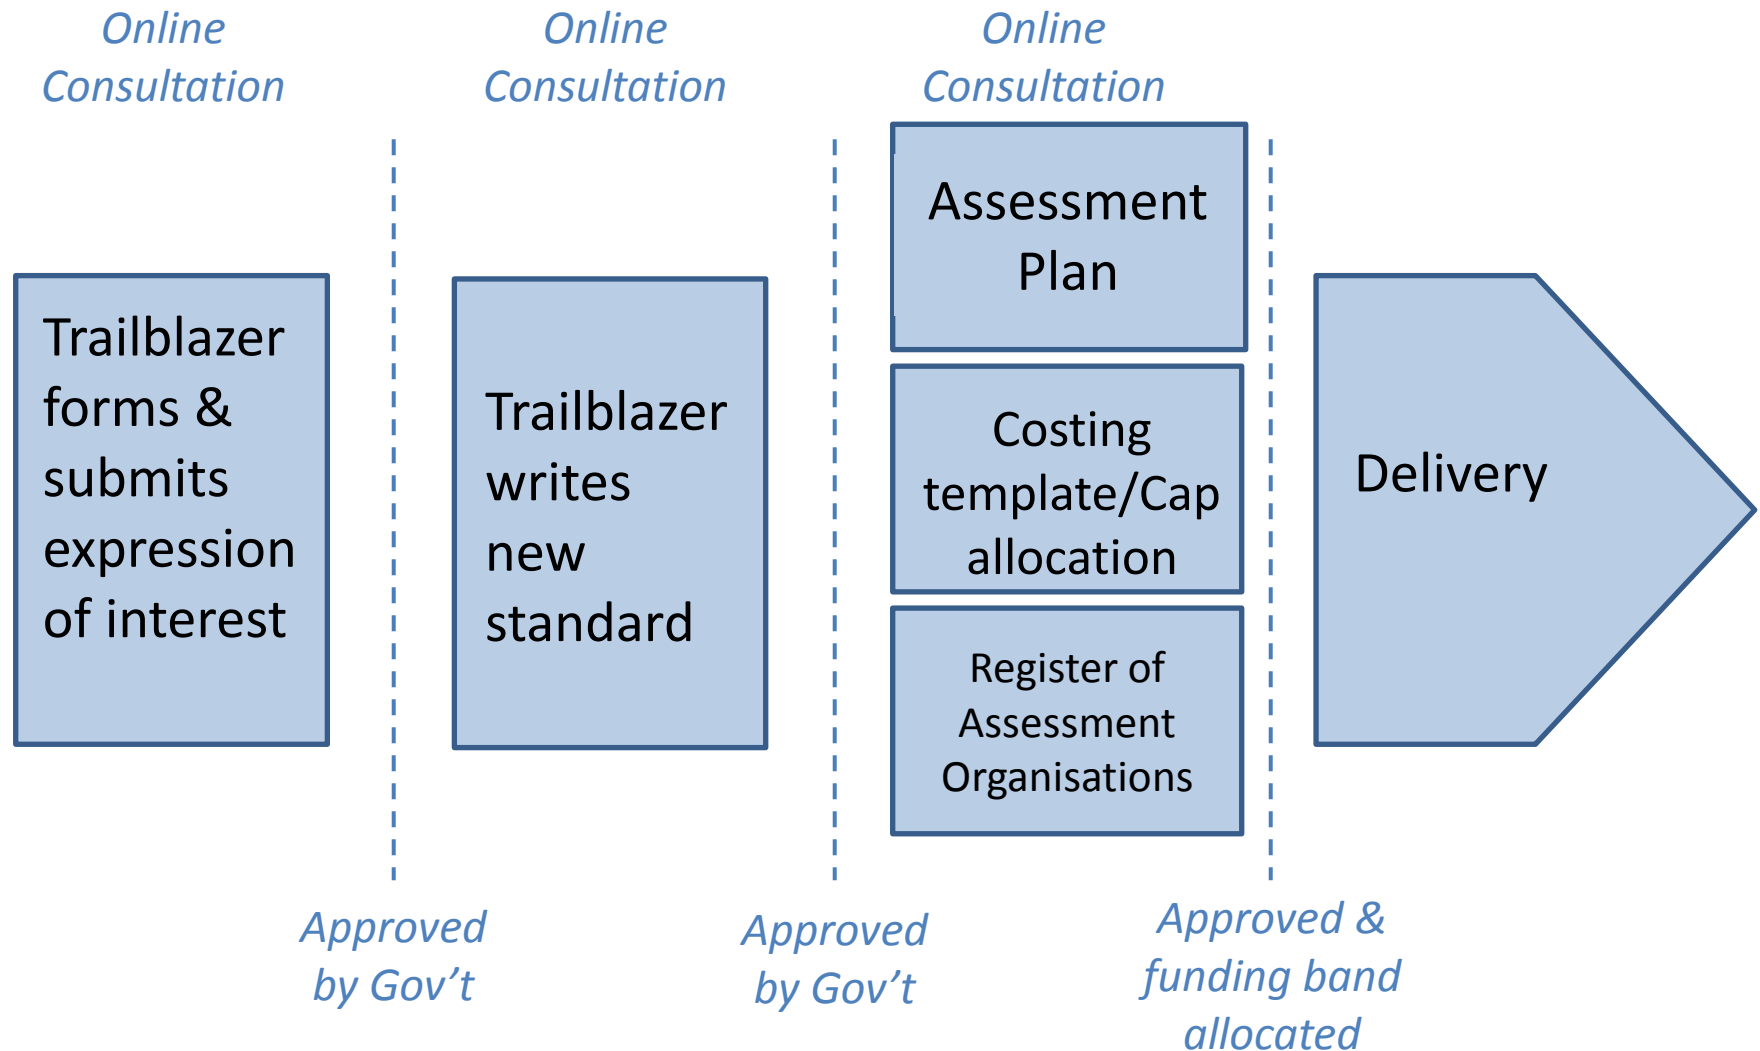 Online
Consultation
Online
Consultation
Online
Consultation
Trailblazer
forms &
submits
expression
of interest
Trailblazer
writes
new
standard
Assessment
Plan
Costing
template/Cap
allocation
Register of
Assessment
Organisations
Delivery
Approved
by Gov’t
Approved
by Gov’t
Approved &
funding band
allocated